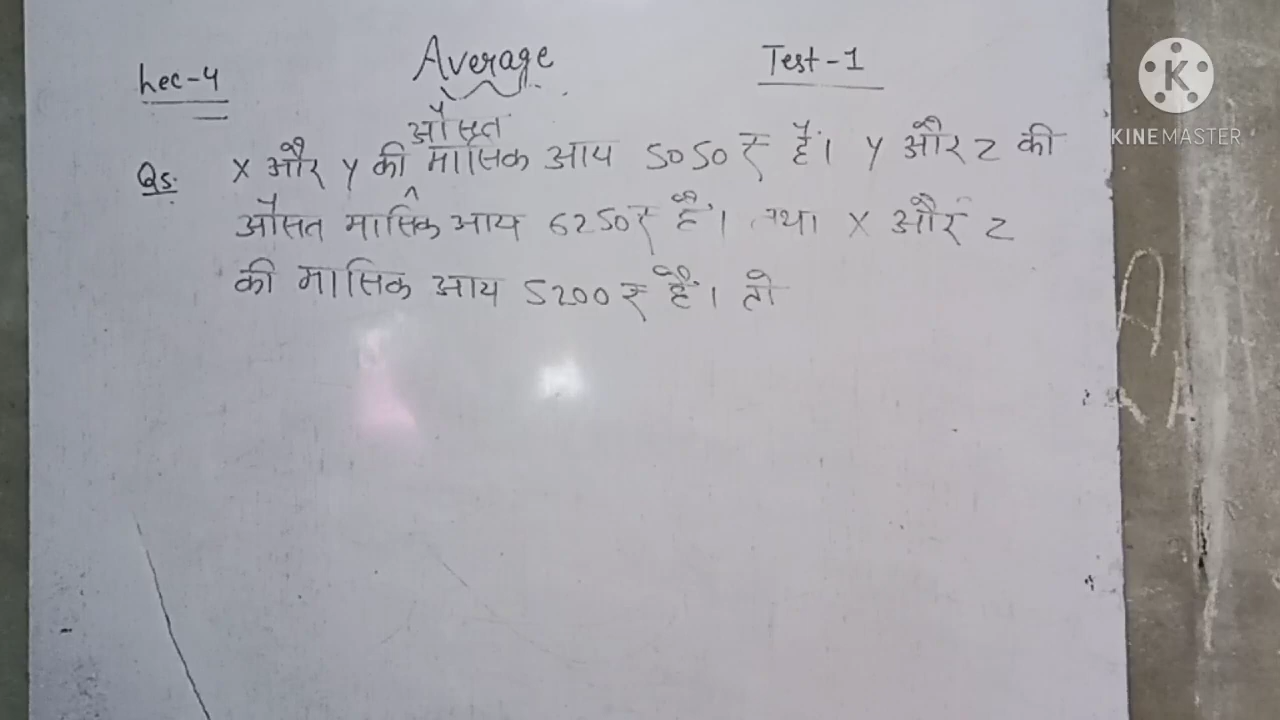 Lec-4 Average Test-1
औसत
Qs. X और Y की ^ मासिक आय 5050 ₹ है। Y और Z की
औसत मासिक आय 6250 ₹ है। तथा X और Z
की मासिक आय 5200 ₹ है। तो
KINEMASTER